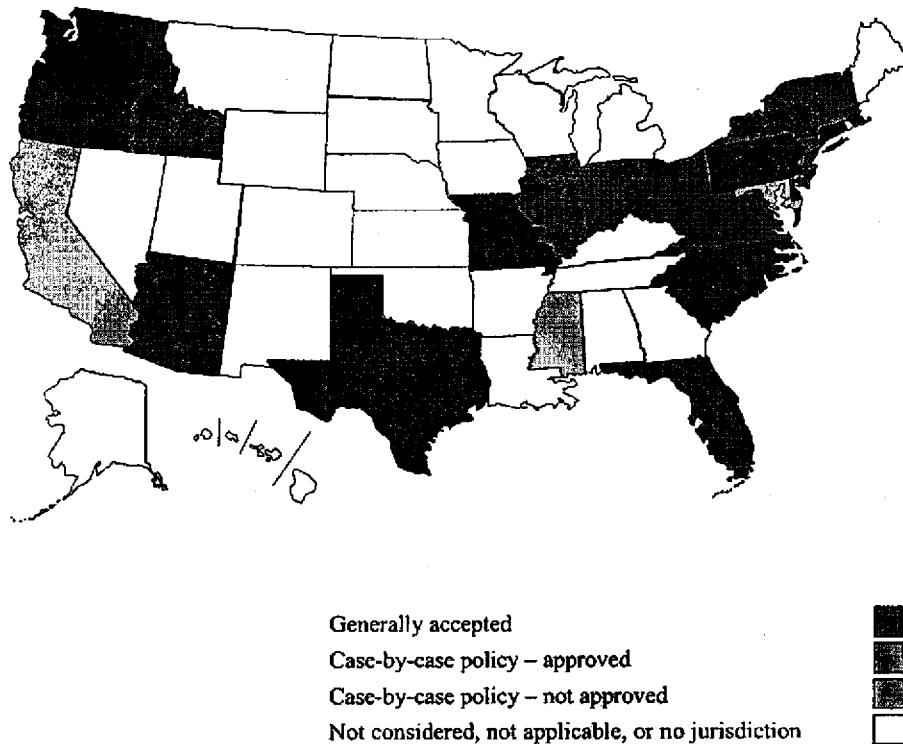 Generally accepted
Case-by-case policy – approved
Case-by-case policy – not approved
Not considered, not applicable, or no jurisdiction